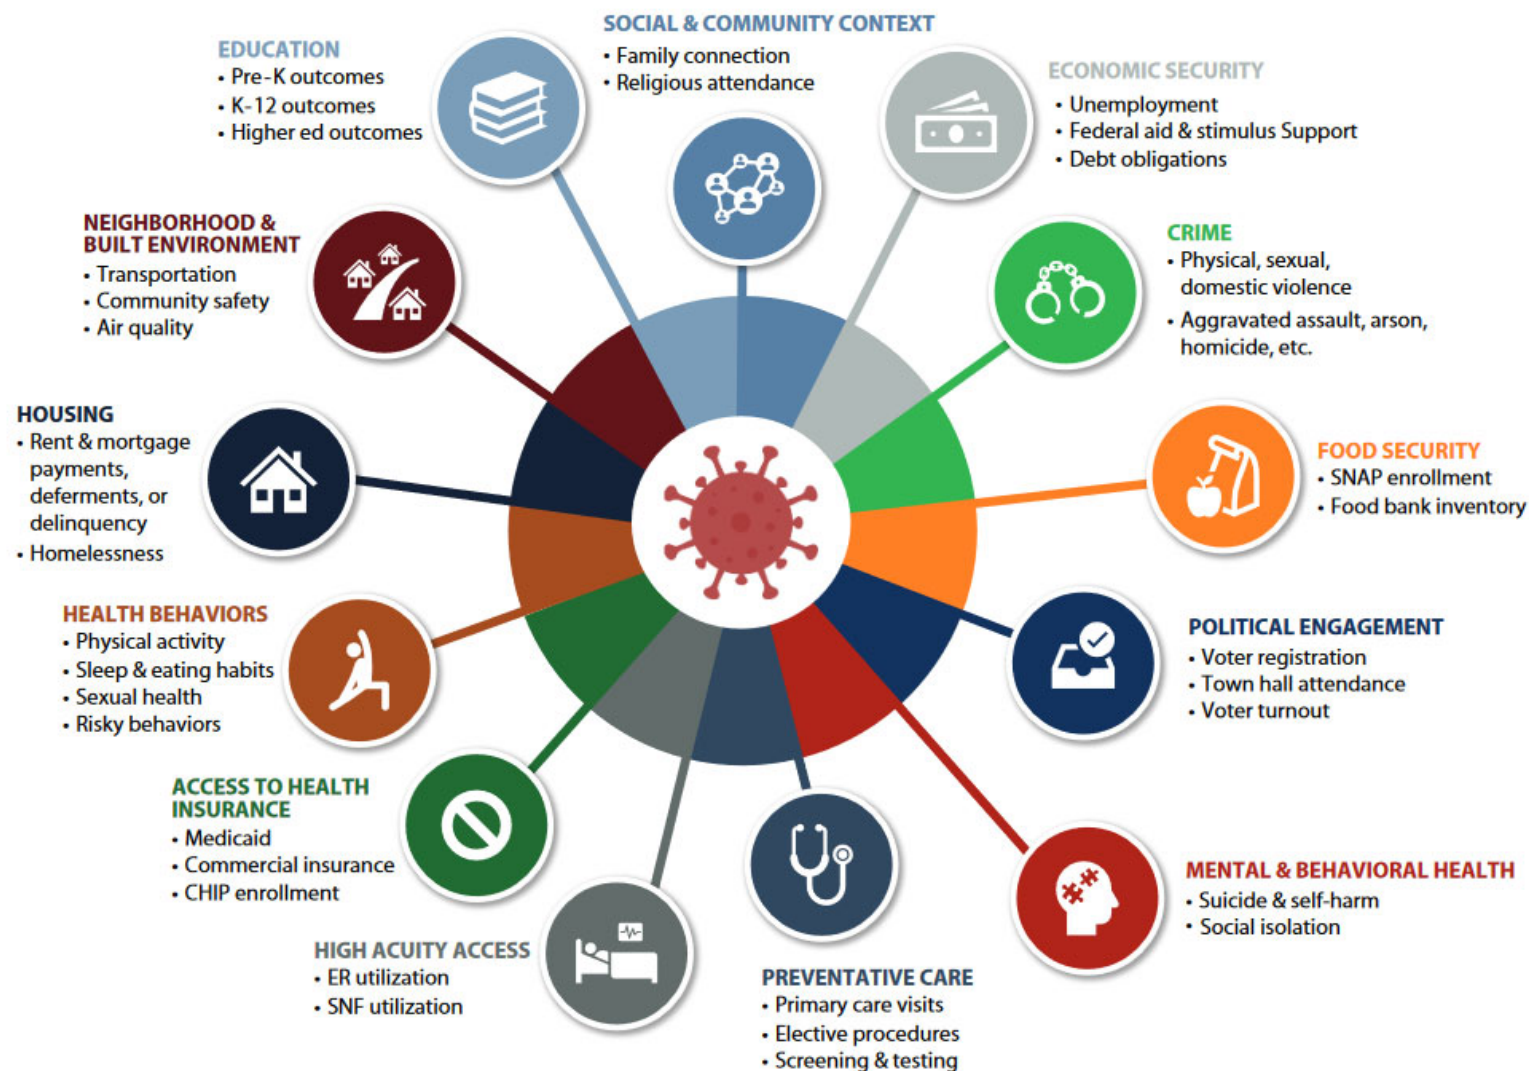 SOCIAL & COMMUNITY CONTEXT
• Family connection
• Religious attendance
EDUCATION
• Pre-K outcomes
• K-12 outcomes
• Higher ed outcomes
ECONOMIC SECURITY
• Unemployment
• Federal aid & stimulus Support
• Debt obligations
NEIGHBORHOOD &
BUILT ENVIRONMENT
• Transportation
• Community safety
• Air quality
CRIME
• Physical, sexual,
domestic violence
• Aggravated assault, arson,
homicide, etc.
HOUSING
• Rent & mortgage
payments,
deferments, or
delinquency
• Homelessness
FOOD SECURITY
• SNAP enrollment
• Food bank inventory
HEALTH BEHAVIORS
• Physical activity
• Sleep & eating habits
• Sexual health
• Risky behaviors
POLITICAL ENGAGEMENT
• Voter registration
• Town hall attendance
• Voter turnout
ACCESS TO HEALTH
INSURANCE
• Medicaid
• Commercial insurance
• CHIP enrollment
MENTAL & BEHAVIORAL HEALTH
• Suicide & self-harm
• Social isolation
HIGH ACUITY ACCESS
• ER utilization
• SNF utilization
PREVENTATIVE CARE
• Primary care visits
• Elective procedures
• Screening & testing